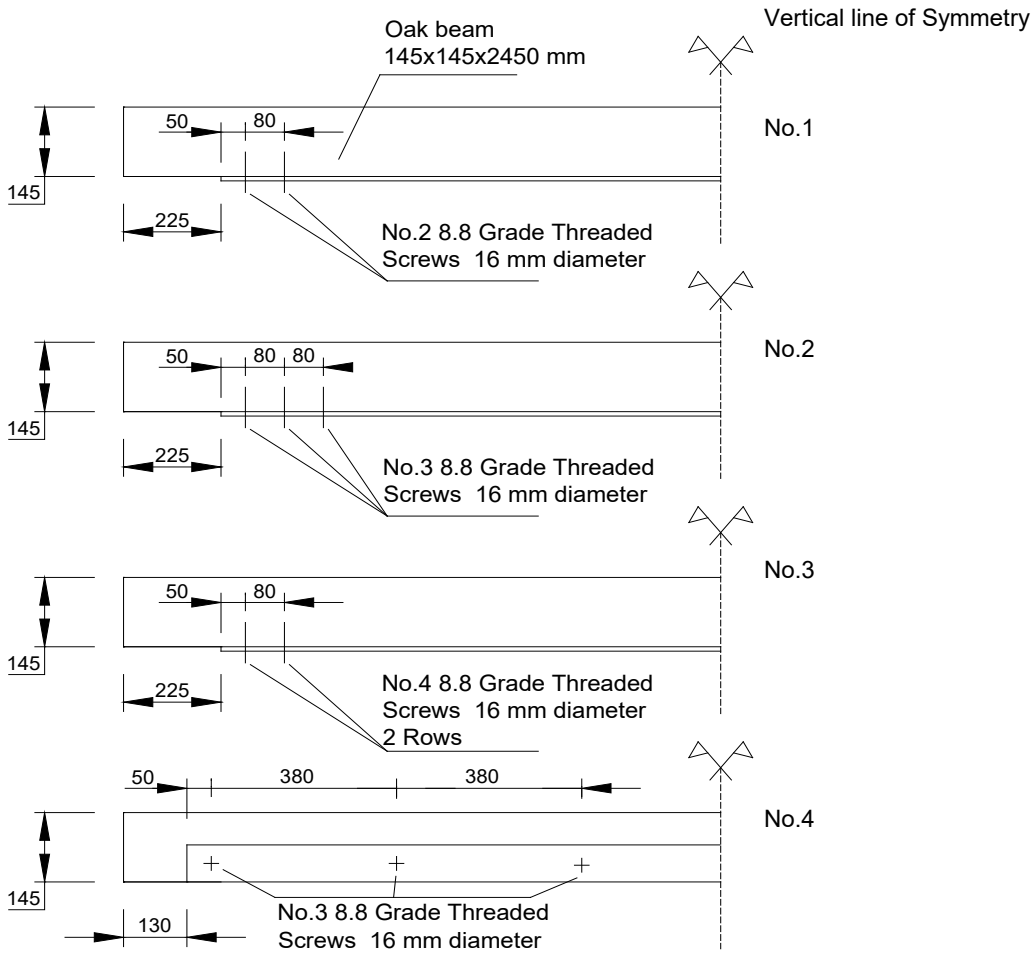 Vertical line of Symmetry
Oak beam
145x145x2450 mm
50 80
No.1
145
225
No.2 8.8 Grade Threaded
Screws 16 mm diameter
50 80 80
No.2
145
225
No.3 8.8 Grade Threaded
Screws 16 mm diameter
50 80
No.3
145
225
No.4 8.8 Grade Threaded
Screws 16 mm diameter
2 Rows
50 380 380
No.4
145
130
No.3 8.8 Grade Threaded
Screws 16 mm diameter